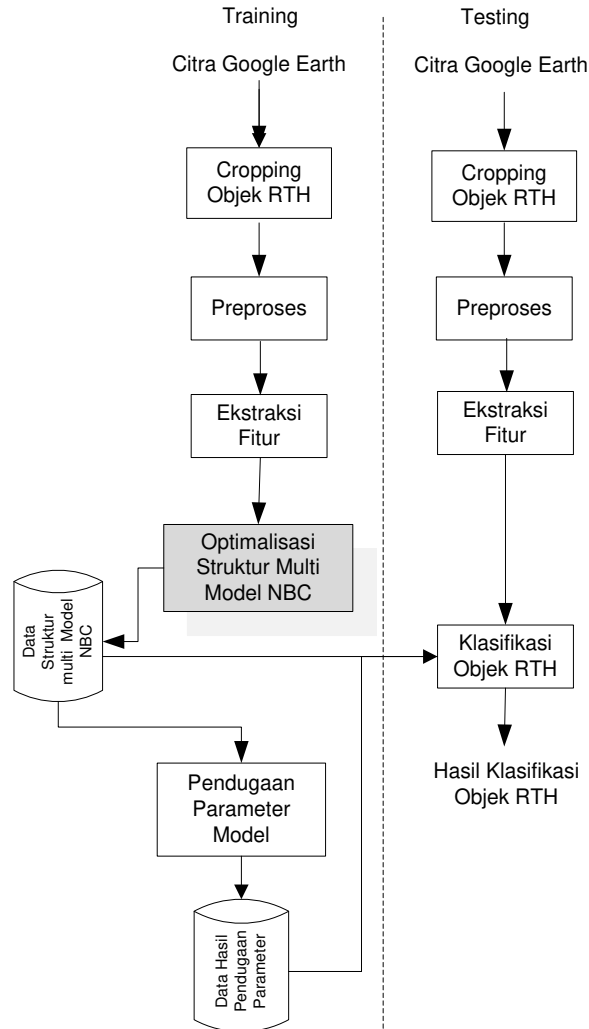 Training
Citra Google Earth
Cropping
Objek RTH
Preproses
Ekstraksi
Fitur
Optimalisasi
Struktur Multi
Model NBC
Data
Struktur
multi Model
NBC
Pendugaan
Parameter
Model
Data Hasil
Pendugaan
Parameter
Testing
Citra Google Earth
Cropping
Objek RTH
Preproses
Ekstraksi
Fitur
Klasifikasi
Objek RTH
Hasil Klasifikasi
Objek RTH